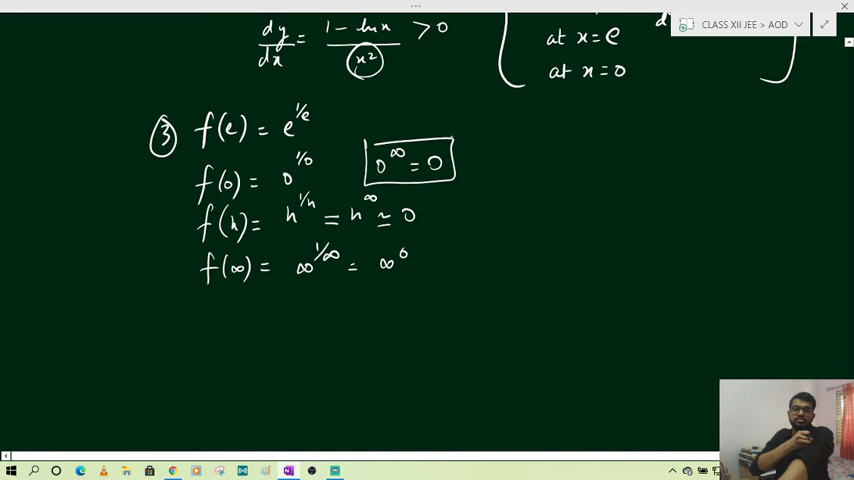 CLASS XII JEE > AOD
dy/dx = (1 - lnx)/x² > 0
at x = e
at x = 0
③ f(e) = e^(1/e)
f(0) = 0^(1/0)
0^∞ = 0
f(h) = h^(1/h) = h^∞ ≃ 0
f(∞) = ∞^(1/∞) = ∞^0